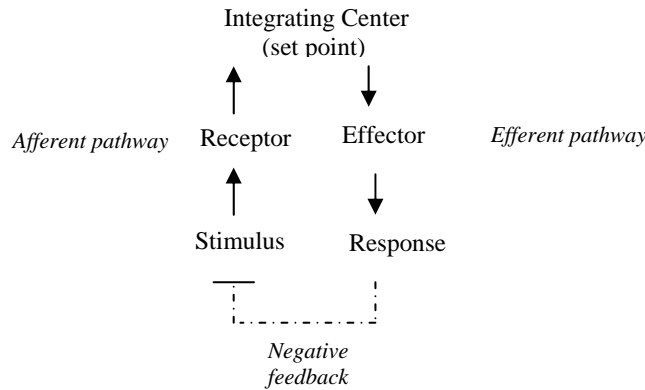 Integrating Center
(set point)
Afferent pathway Receptor Effector Efferent pathway
Stimulus Response
Negative
feedback